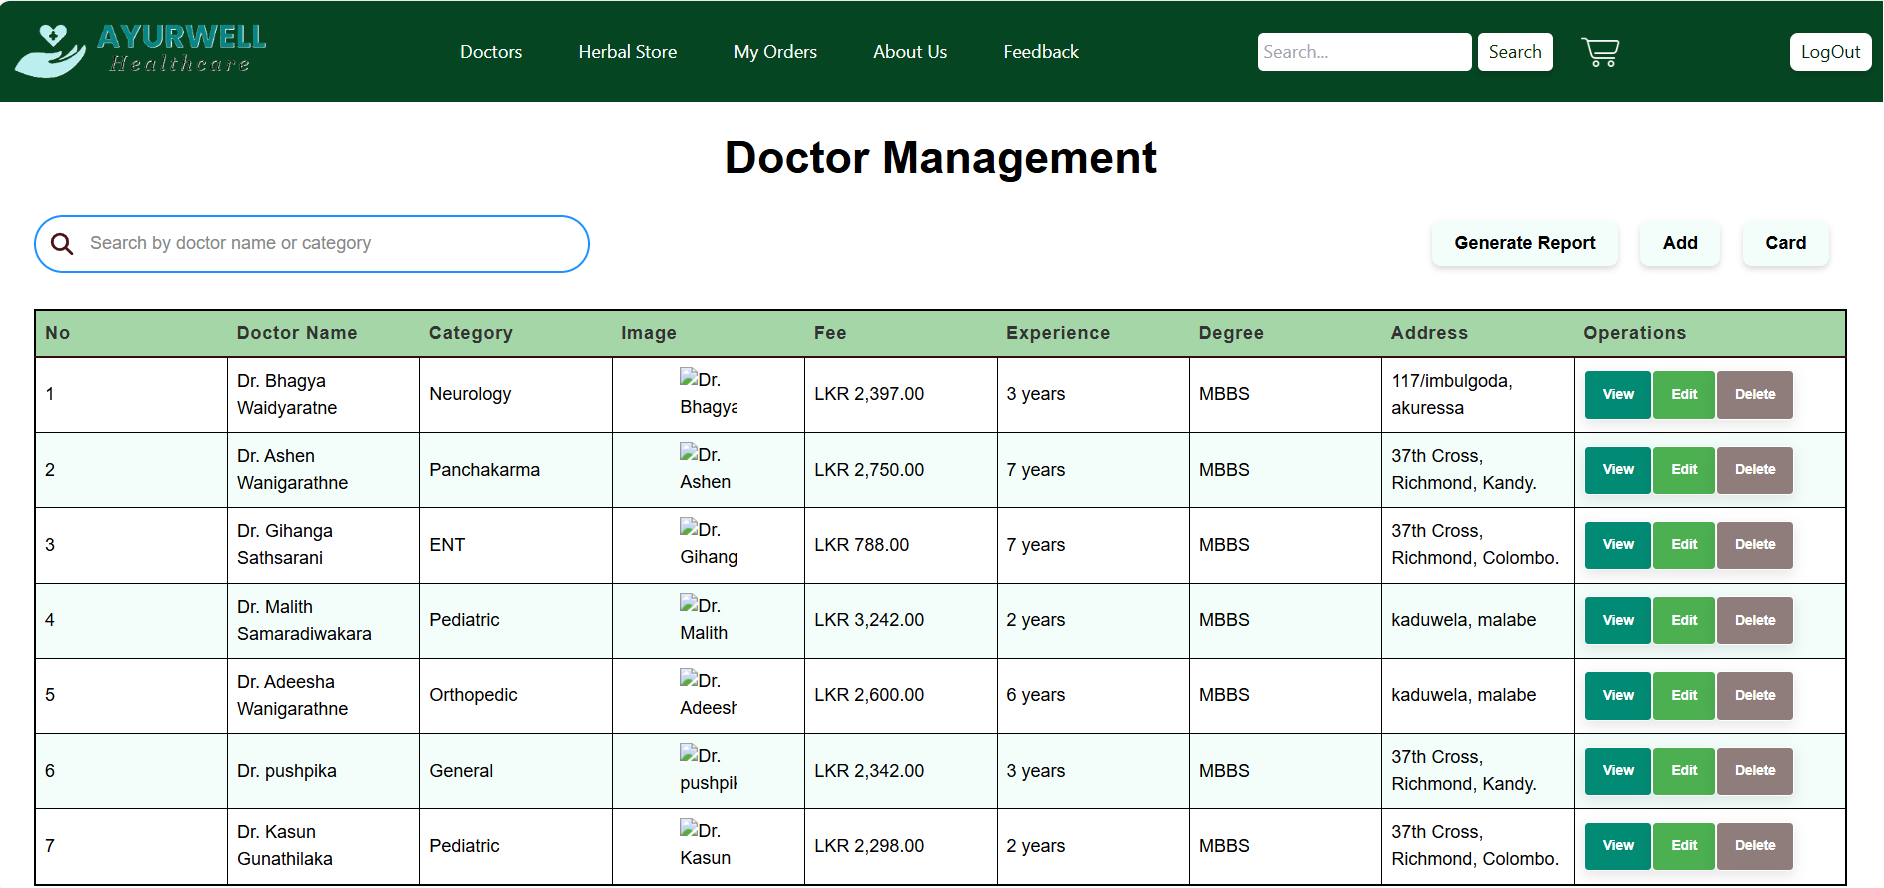 AYURWELL
Healthcare
Doctors Herbal Store My Orders About Us Feedback Search... Search LogOut
Doctor Management
Search by doctor name or category Generate Report Add Card
No Doctor Name Category Image Fee Experience Degree Address Operations
1 Dr. Bhagya Waidyaratne Neurology Dr. Bhagya LKR 2,397.00 3 years MBBS 117/imbulgoda, akuressa View Edit Delete
2 Dr. Ashen Wanigarathne Panchakarma Dr. Ashen LKR 2,750.00 7 years MBBS 37th Cross, Richmond, Kandy. View Edit Delete
3 Dr. Gihanga Sathsarani ENT Dr. Gihang LKR 788.00 7 years MBBS 37th Cross, Richmond, Colombo. View Edit Delete
4 Dr. Malith Samaradiwakara Pediatric Dr. Malith LKR 3,242.00 2 years MBBS kaduwela, malabe View Edit Delete
5 Dr. Adeesha Wanigarathne Orthopedic Dr. Adeesh LKR 2,600.00 6 years MBBS kaduwela, malabe View Edit Delete
6 Dr. pushpika General Dr. pushpik LKR 2,342.00 3 years MBBS 37th Cross, Richmond, Kandy. View Edit Delete
7 Dr. Kasun Gunathilaka Pediatric Dr. Kasun LKR 2,298.00 2 years MBBS 37th Cross, Richmond, Colombo. View Edit Delete